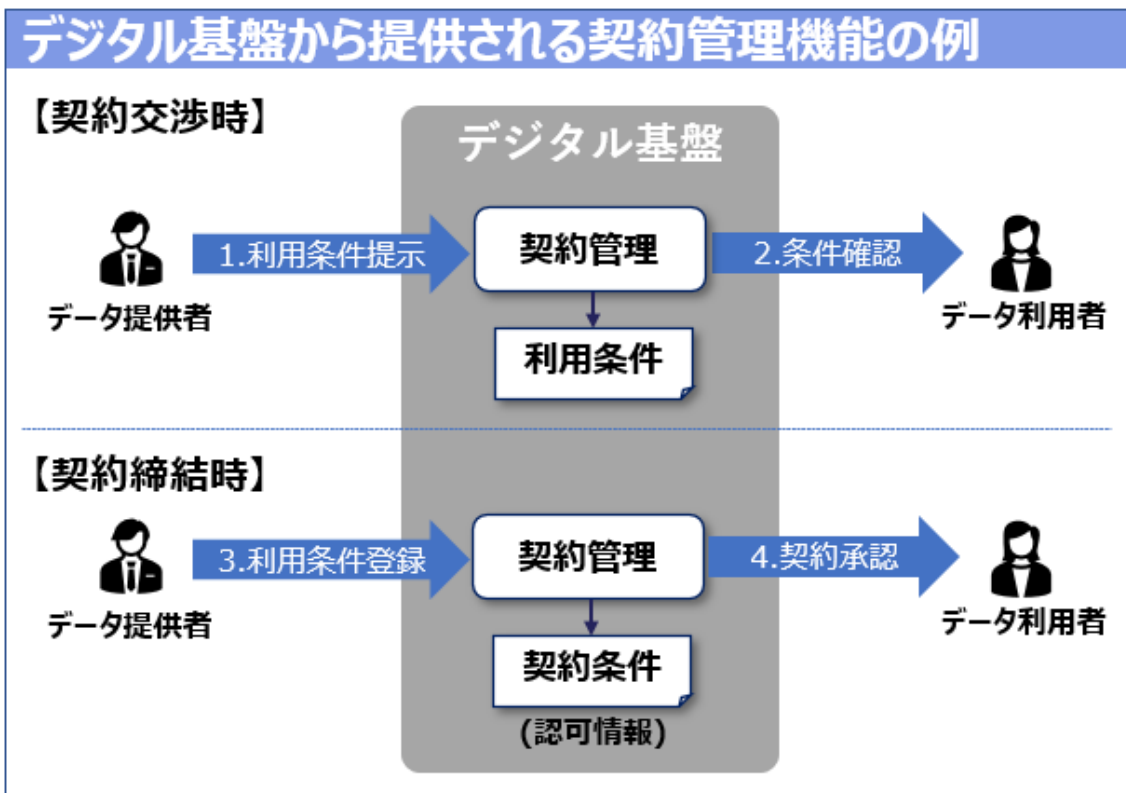 デジタル基盤から提供される契約管理機能の例
【契約交渉時】
デジタル基盤
1.利用条件提示
契約管理
2.条件確認
データ提供者
データ利用者
利用条件
【契約締結時】
3.利用条件登録
契約管理
4.契約承認
データ提供者
データ利用者
契約条件
(認可情報)